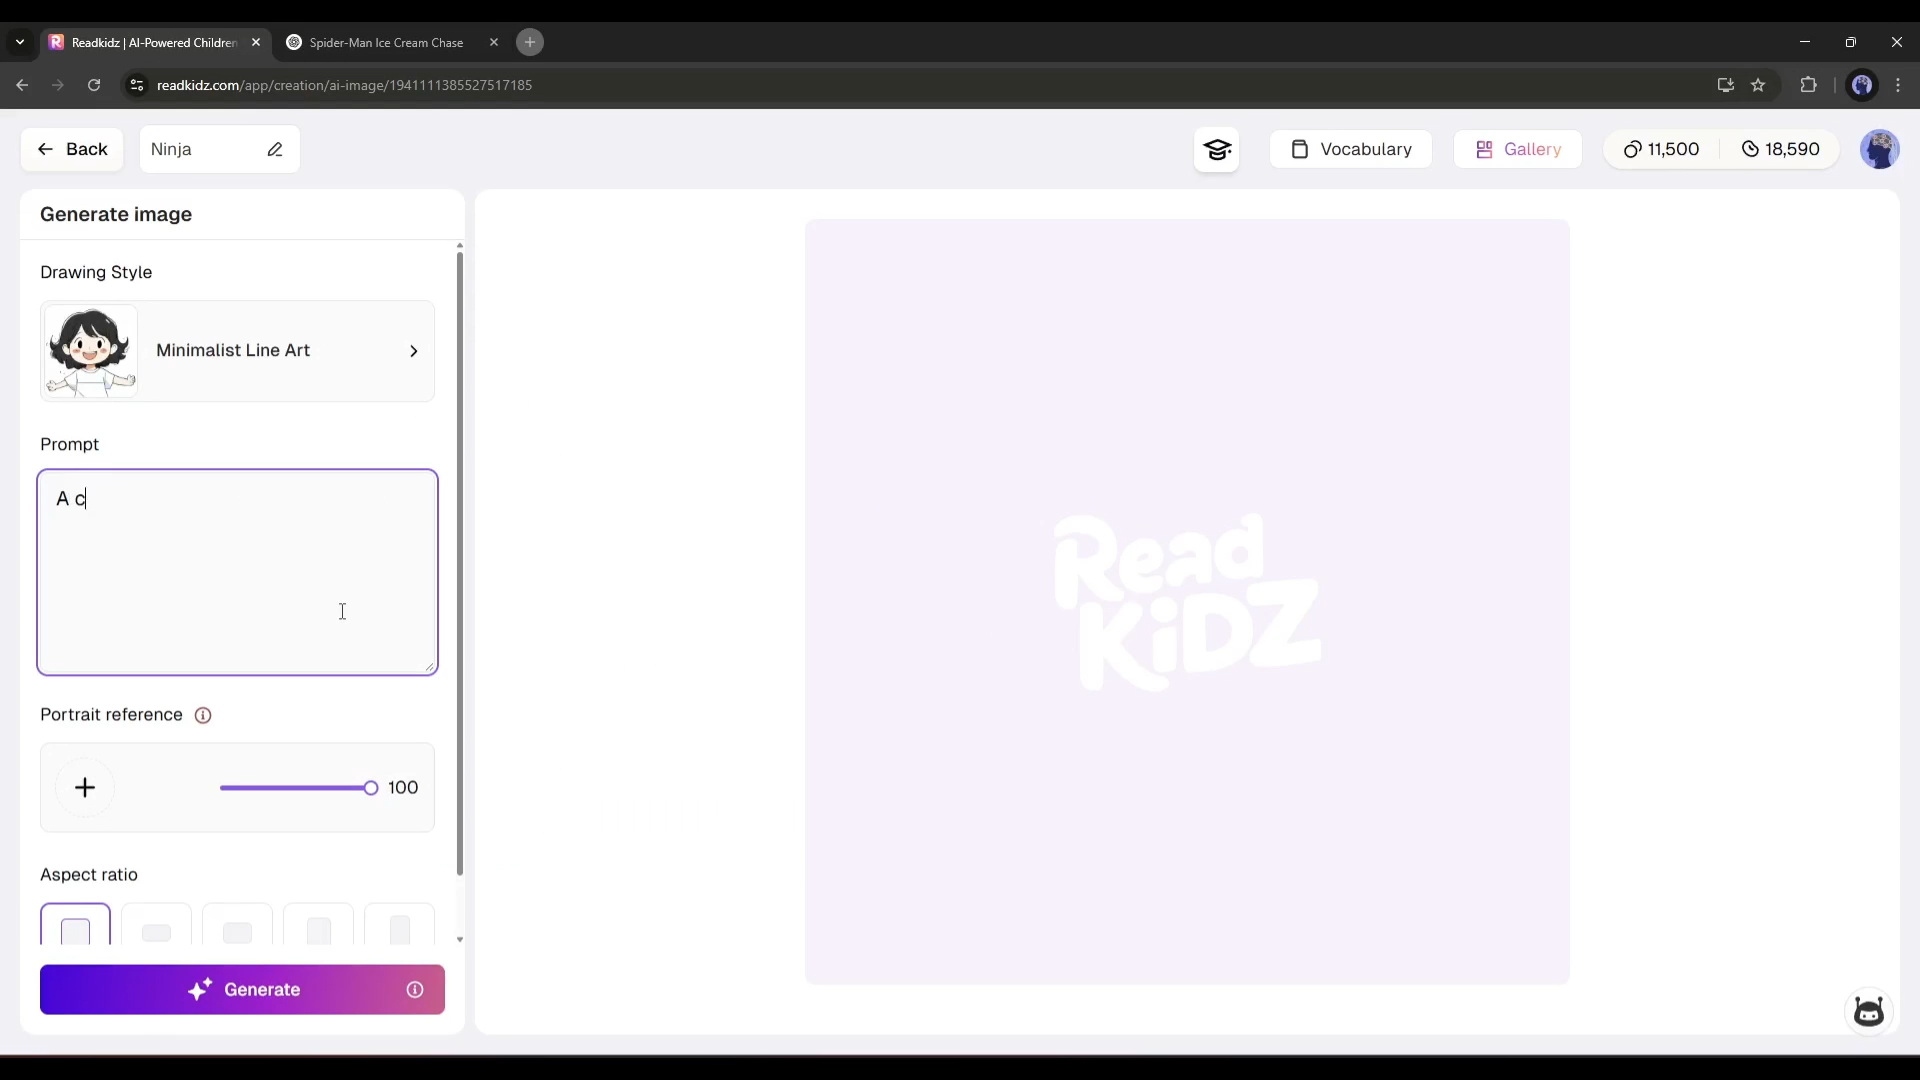 Readkidz | AI-Powered Children
Spider-Man Ice Cream Chase
readkidz.com/app/creation/ai-image/1941111385527517185
Back
Ninja
Vocabulary
Gallery
11,500
18,590
Generate image
Drawing Style
Minimalist Line Art
Prompt
A c
Portrait reference
100
Aspect ratio
Generate
Read
KiDZ